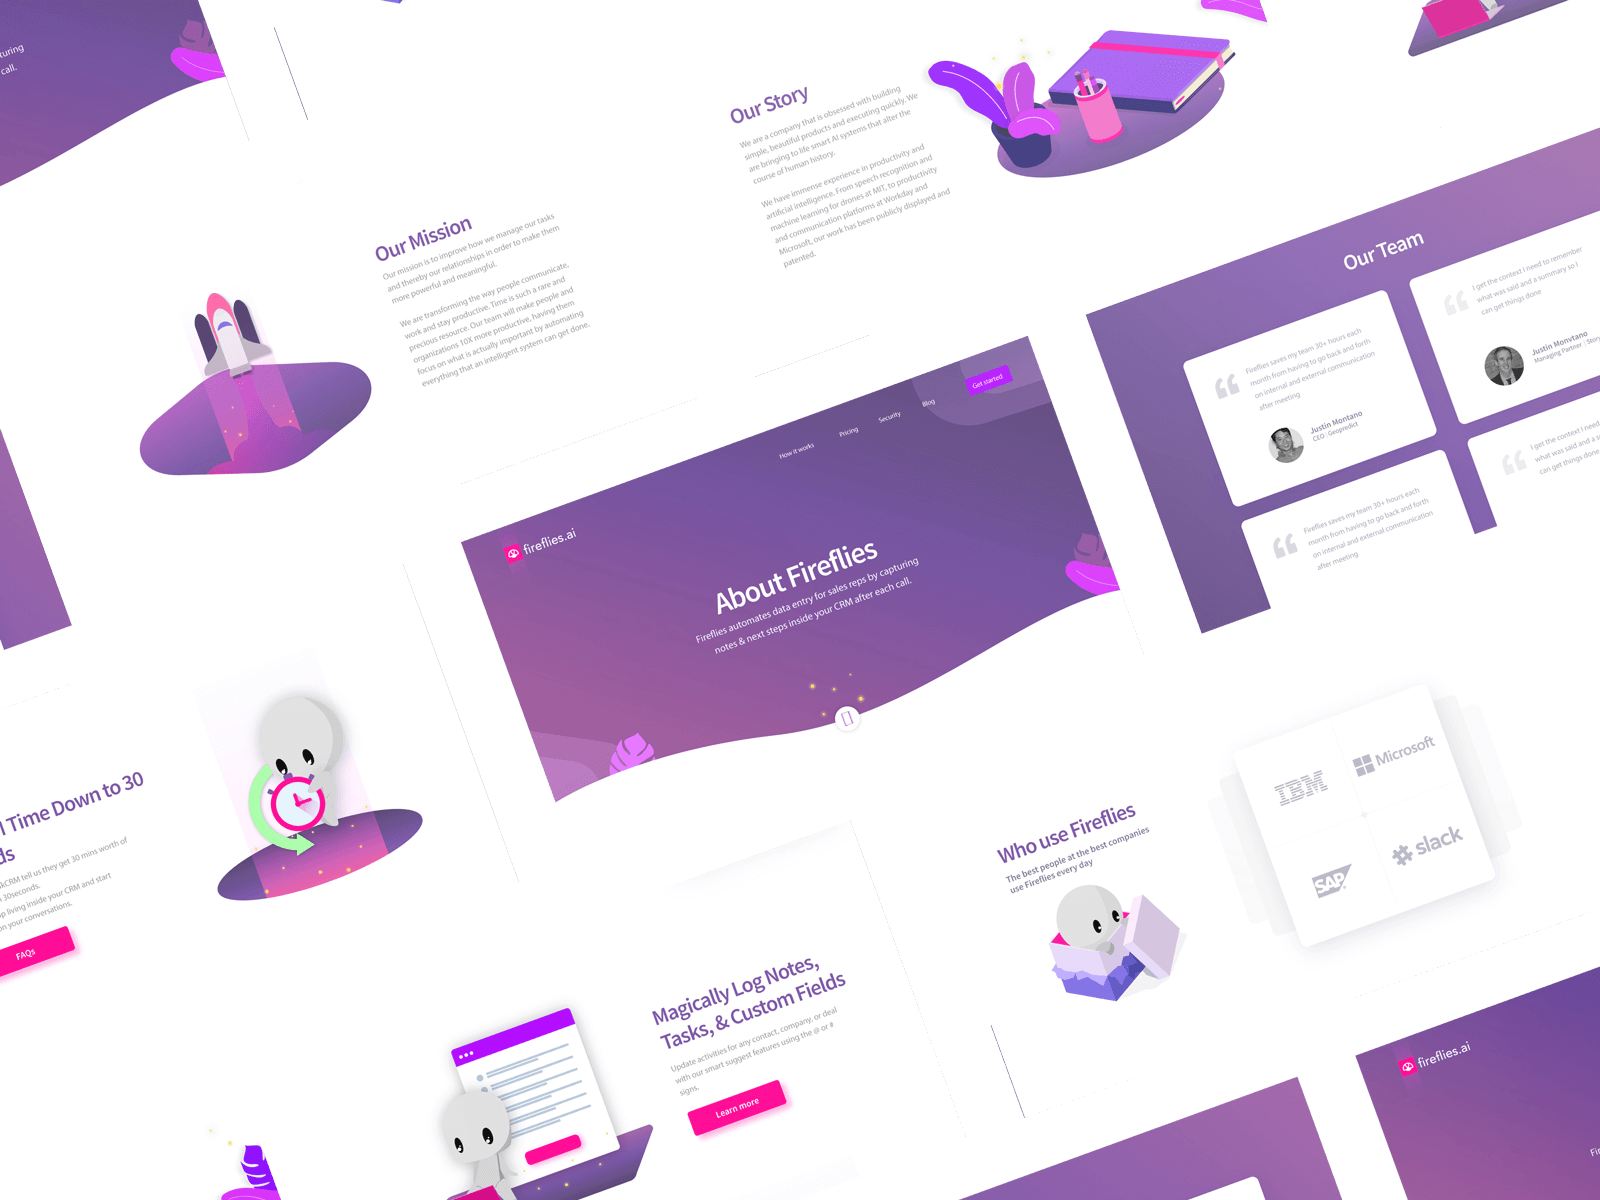 turing
call.
Our Story
We are a company that is obsessed with building
simple, beautiful products and executing quickly. We
are bringing to life smart AI systems that alter the
course of human history.
We have immense experience in productivity and
artificial intelligence. From speech recognition and
machine learning for drones at MIT, to productivity
and communication platforms at Workday and
Microsoft, our work has been publicly displayed and
patented.
Our Mission
Our mission is to improve how we manage our tasks
and thereby our relationships in order to make them
more powerful and meaningful.
We are transforming the way people communicate,
work and stay productive. Time is such a rare and
precious resource. Our team will make people and
organizations 10X more productive, having them
focus on what is actually important by automating
everything that an intelligent system can get done.
Our Team
Fireflies saves my team 30+ hours each
month from having to go back and forth
on internal and external communication
after meeting
Justin Montano
CEO, Geopredict
I get the context I need to remember
what was said and a summary so I
can get things done
Justin Monvtano
Managing Partner | Story
Fireflies saves my team 30+ hours each
month from having to go back and forth
on internal and external communication
after meeting
I get the context I need
what was said and a s
can get things done
How it works
Pricing
Security
Blog
Get started
fireflies.ai
About Fireflies
Fireflies automates data entry for sales reps by capturing
notes & next steps inside your CRM after each call.
l Time Down to 30
ds
kCRM tell us they get 30 mins worth of
n 30seconds.
p living inside your CRM and start
on your conversations.
FAQs
Who use Fireflies
The best people at the best companies
use Fireflies every day
IBM
Microsoft
SAP
slack
Magically Log Notes,
Tasks, & Custom Fields
Update activities for any contact, company, or deal
with our smart suggest features using the @ or #
signs.
Learn more
fireflies.ai
Fi